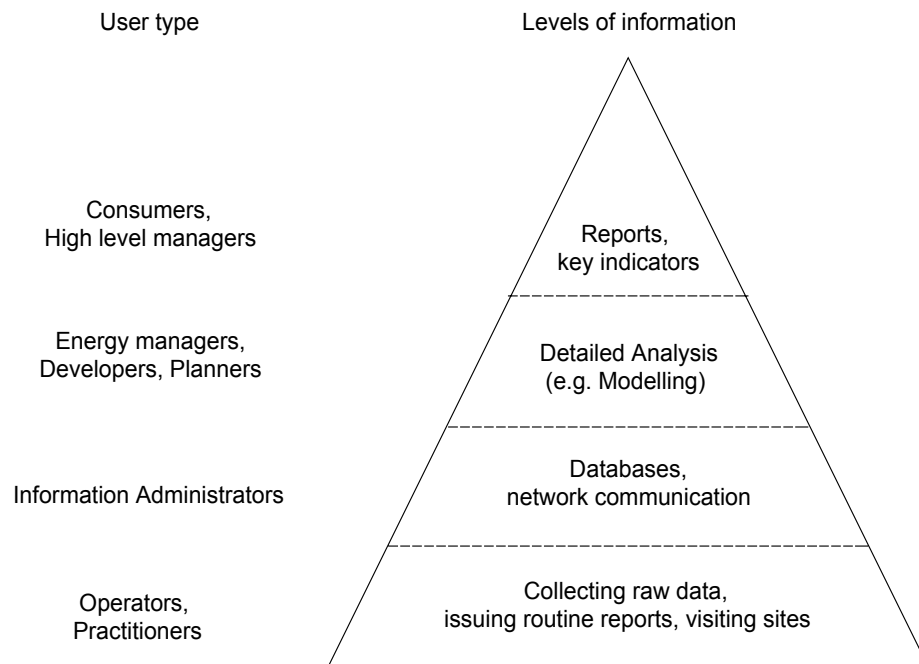 User type
Levels of information
Consumers,
High level managers
Reports,
key indicators
Energy managers,
Developers, Planners
Detailed Analysis
(e.g. Modelling)
Information Administrators
Databases,
network communication
Operators,
Practitioners
Collecting raw data,
issuing routine reports, visiting sites